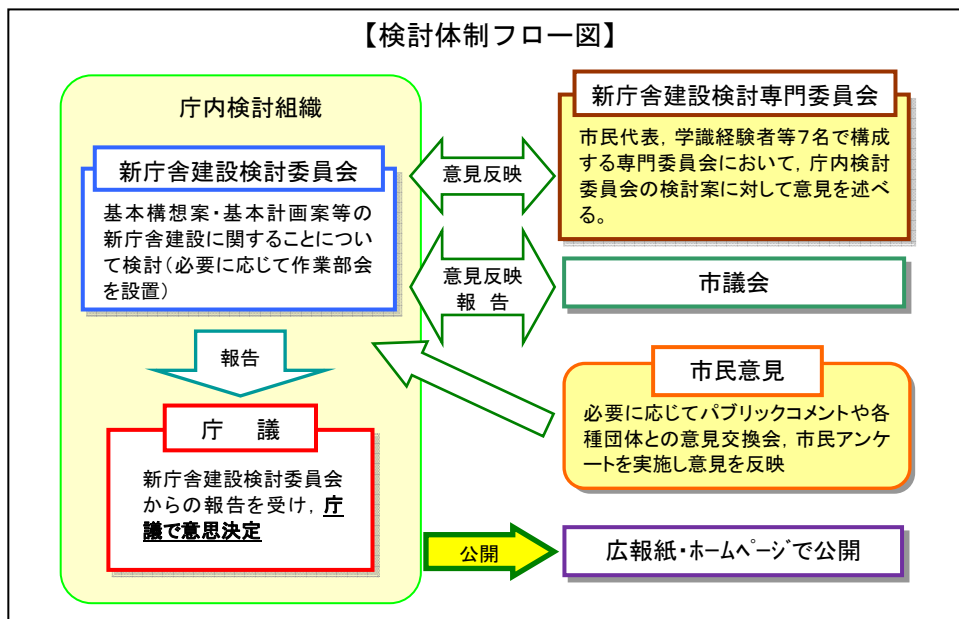 【検討体制フロー図】
庁内検討組織
新庁舎建設検討委員会
基本構想案・基本計画案等の
新庁舎建設に関することについ
て検討（必要に応じて作業部会
を設置）
報告
庁　議
新庁舎建設検討委員会
からの報告を受け，庁
議で意思決定
意見反映
意見反映
報　告
公開
新庁舎建設検討専門委員会
市民代表，学識経験者等７名で構成
する専門委員会において，庁内検討
委員会の検討案に対して意見を述べ
る。
市議会
市民意見
必要に応じてパブリックコメントや各
種団体との意見交換会，市民アンケ
ートを実施し意見を反映
広報紙・ﾎｰﾑﾍﾟｰｼﾞで公開